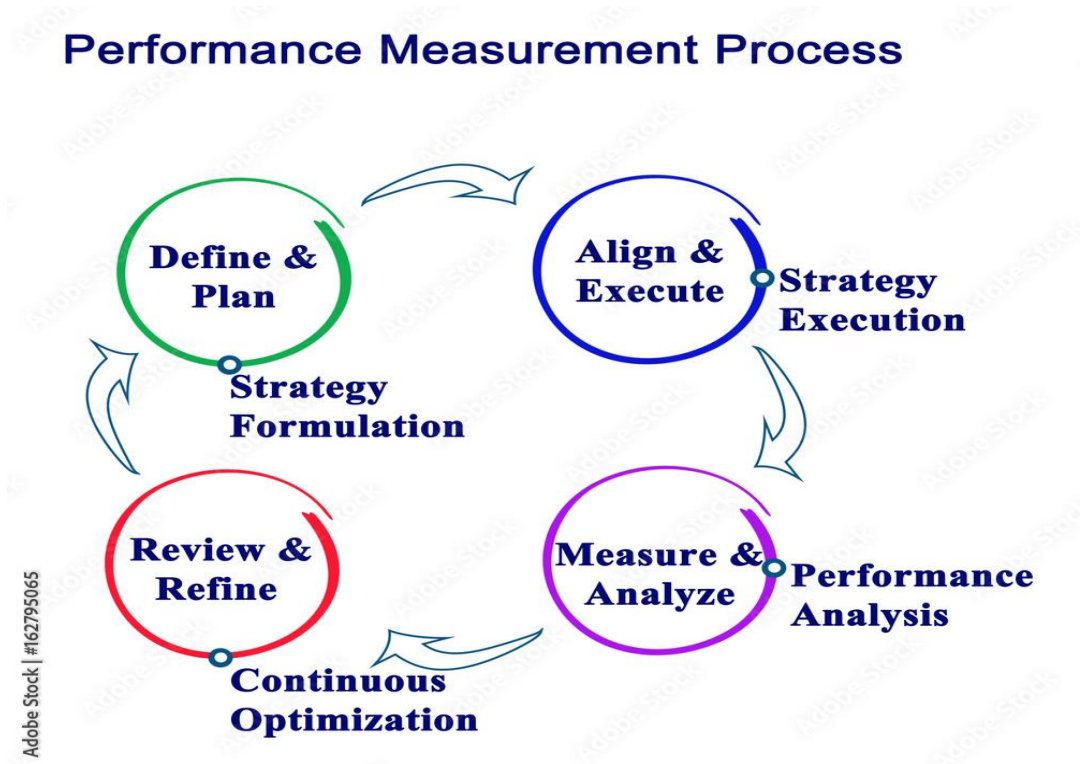 Performance Measurement Process
Define &
Plan
Strategy
Formulation
Align &
Execute
Strategy
Execution
Measure &
Analyze
Performance
Analysis
Review &
Refine
Continuous
Optimization
Adobe Stock | #162795065